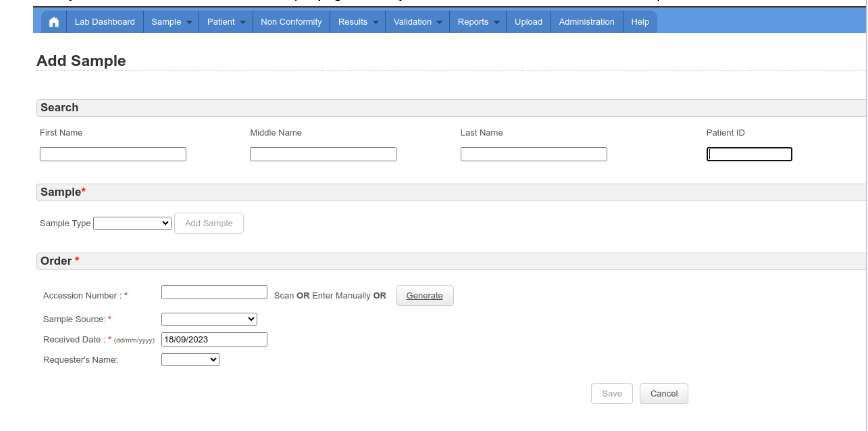 Lab Dashboard Sample Patient Non Conformity Results Validation Reports Upload Administration Help
Add Sample
Search
First Name Middle Name Last Name Patient ID
Sample*
Sample Type Add Sample
Order *
Accession Number : * Scan OR Enter Manually OR Generate
Sample Source: *
Received Date : * (dd/mm/yyyy) 18/09/2023
Requester's Name:
Save Cancel